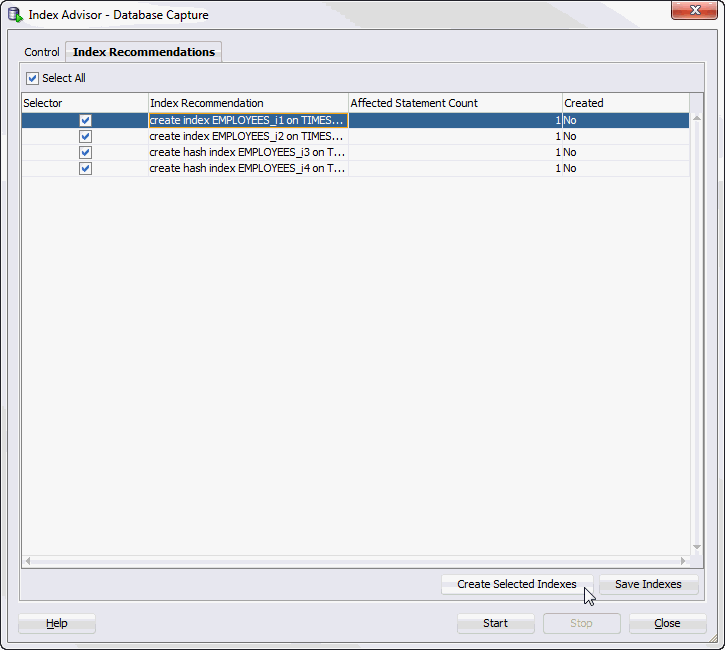 Index Advisor - Database Capture
Control Index Recommendations
Select All
Selector Index Recommendation Affected Statement Count Created
create index EMPLOYEES_i1 on TIMES... 1 No
create index EMPLOYEES_i2 on TIMES... 1 No
create hash index EMPLOYEES_i3 on T... 1 No
create hash index EMPLOYEES_i4 on T... 1 No
Create Selected Indexes Save Indexes
Help Start Stop Close